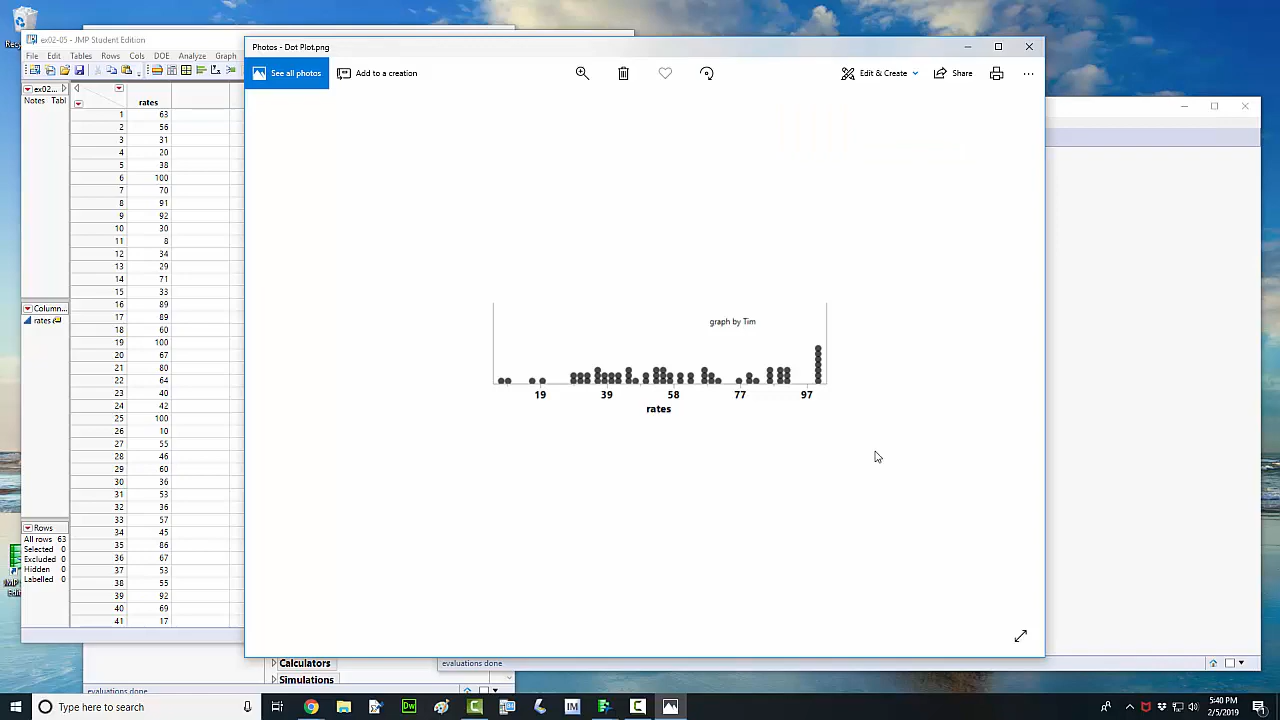 ex02-05 - JMP Student Edition
File Edit Tables Rows Cols DOE Analyze Graph
ex02...
Notes Tabl
Column...
rates
Rows
All rows 63
Selected 0
Excluded 0
Hidden 0
Labelled 0
rates
1 63
2 56
3 31
4 20
5 38
6 100
7 70
8 91
9 92
10 30
11 8
12 34
13 29
14 71
15 33
16 89
17 89
18 60
19 100
20 67
21 80
22 64
23 40
24 42
25 100
26 10
27 55
28 46
29 60
30 36
31 53
32 36
33 57
34 45
35 86
36 67
37 53
38 55
39 92
40 69
41 17
Photos - Dot Plot.png
See all photos
Add to a creation
Edit & Create
Share
graph by Tim
19 39 58 77 97
rates
evaluations done
Calculators
Simulations
evaluations done
Type here to search
Dw
IM
5:40 PM
2/5/2019